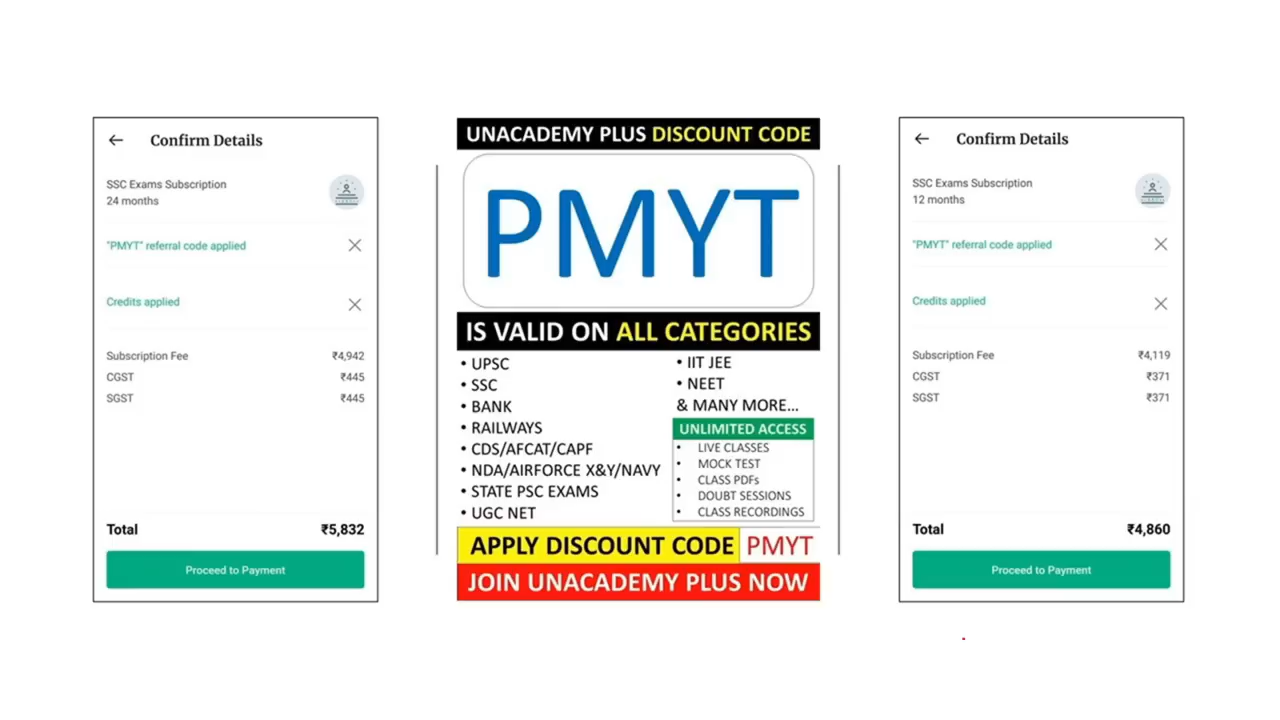 Confirm Details
SSC Exams Subscription
24 months
"PMYT" referral code applied
Credits applied
Subscription Fee ₹4,942
CGST ₹445
SGST ₹445
Total ₹5,832
Proceed to Payment
UNACADEMY PLUS DISCOUNT CODE
PMYT
IS VALID ON ALL CATEGORIES
• UPSC
• SSC
• BANK
• RAILWAYS
• CDS/AFCAT/CAPF
• NDA/AIRFORCE X&Y/NAVY
• STATE PSC EXAMS
• UGC NET
• IIT JEE
• NEET
& MANY MORE...
UNLIMITED ACCESS
• LIVE CLASSES
• MOCK TEST
• CLASS PDFs
• DOUBT SESSIONS
• CLASS RECORDINGS
APPLY DISCOUNT CODE PMYT
JOIN UNACADEMY PLUS NOW
Confirm Details
SSC Exams Subscription
12 months
"PMYT" referral code applied
Credits applied
Subscription Fee ₹4,119
CGST ₹371
SGST ₹371
Total ₹4,860
Proceed to Payment